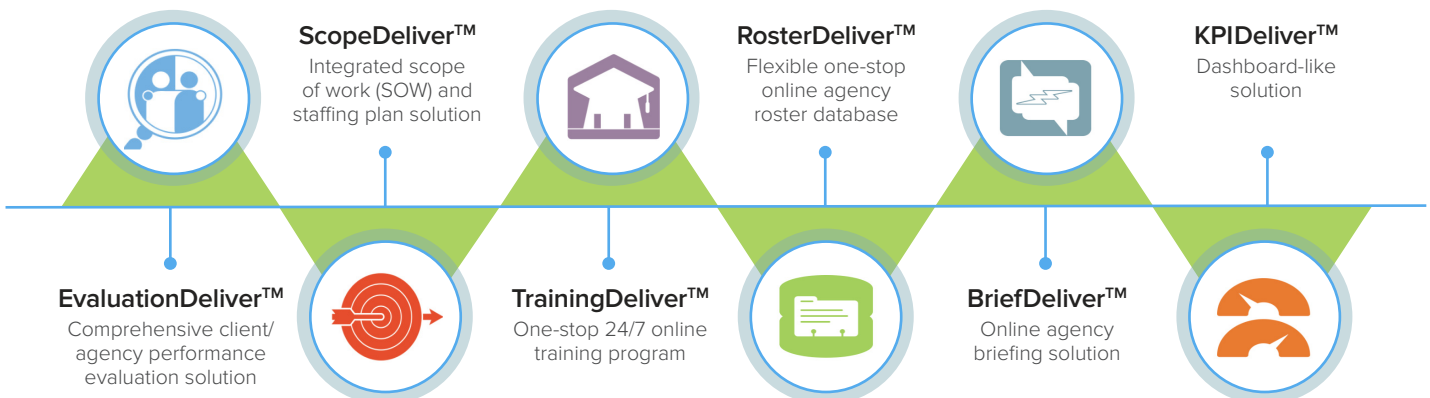 ScopeDeliver™
Integrated scope
of work (SOW) and
staffing plan solution
RosterDeliver™
Flexible one-stop
online agency
roster database
KPIDeliver™
Dashboard-like
solution
EvaluationDeliver™
Comprehensive client/
agency performance
evaluation solution
TrainingDeliver™
One-stop 24/7 online
training program
BriefDeliver™
Online agency
briefing solution